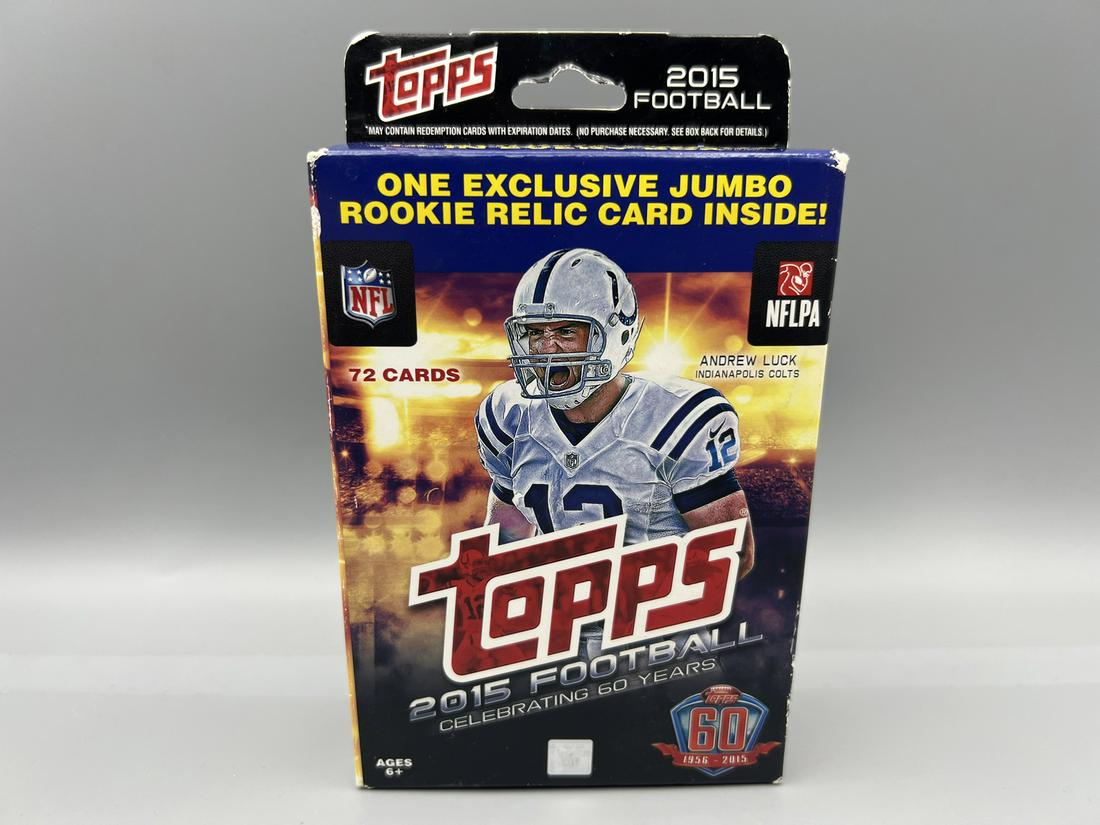 TOPPS
2015
FOOTBALL
*MAY CONTAIN REDEMPTION CARDS WITH EXPIRATION DATES. (NO PURCHASE NECESSARY. SEE BOX BACK FOR DETAILS.)
ONE EXCLUSIVE JUMBO
ROOKIE RELIC CARD INSIDE!
NFL
NFLPA
72 CARDS
ANDREW LUCK
INDIANAPOLIS COLTS
12
12
TOPPS®
2015 FOOTBALL
CELEBRATING 60 YEARS
TOPPS
60
1956 - 2015
AGES
6+